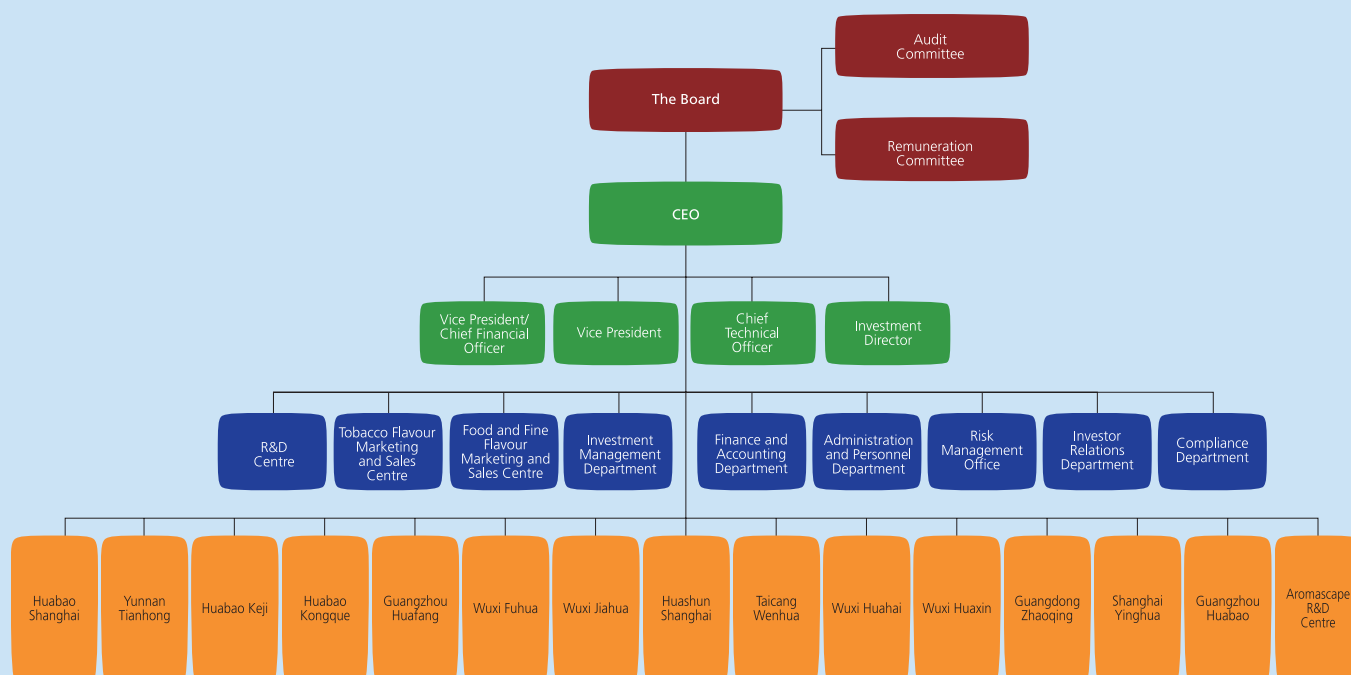 Audit
Committee
The Board
Remuneration
Committee
CEO
Vice President/
Chief Financial
Officer
Vice President
Chief
Technical
Officer
Investment
Director
R&D
Centre
Tobacco Flavour
Marketing
and Sales
Centre
Food and Fine
Flavour
Marketing and
Sales Centre
Investment
Management
Department
Finance and
Accounting
Department
Administration
and Personnel
Department
Risk
Management
Office
Investor
Relations
Department
Compliance
Department
Huabao
Shanghai
Yunnan
Tianhong
Huabao Keji
Huabao
Kongque
Guangzhou
Huafang
Wuxi Fuhua
Wuxi Jiahua
Huashun
Shanghai
Taicang
Wenhua
Wuxi Huahai
Wuxi Huaxin
Guangdong
Zhaoqing
Shanghai
Yinghua
Guangzhou
Huabao
Aromascape
R&D
Centre